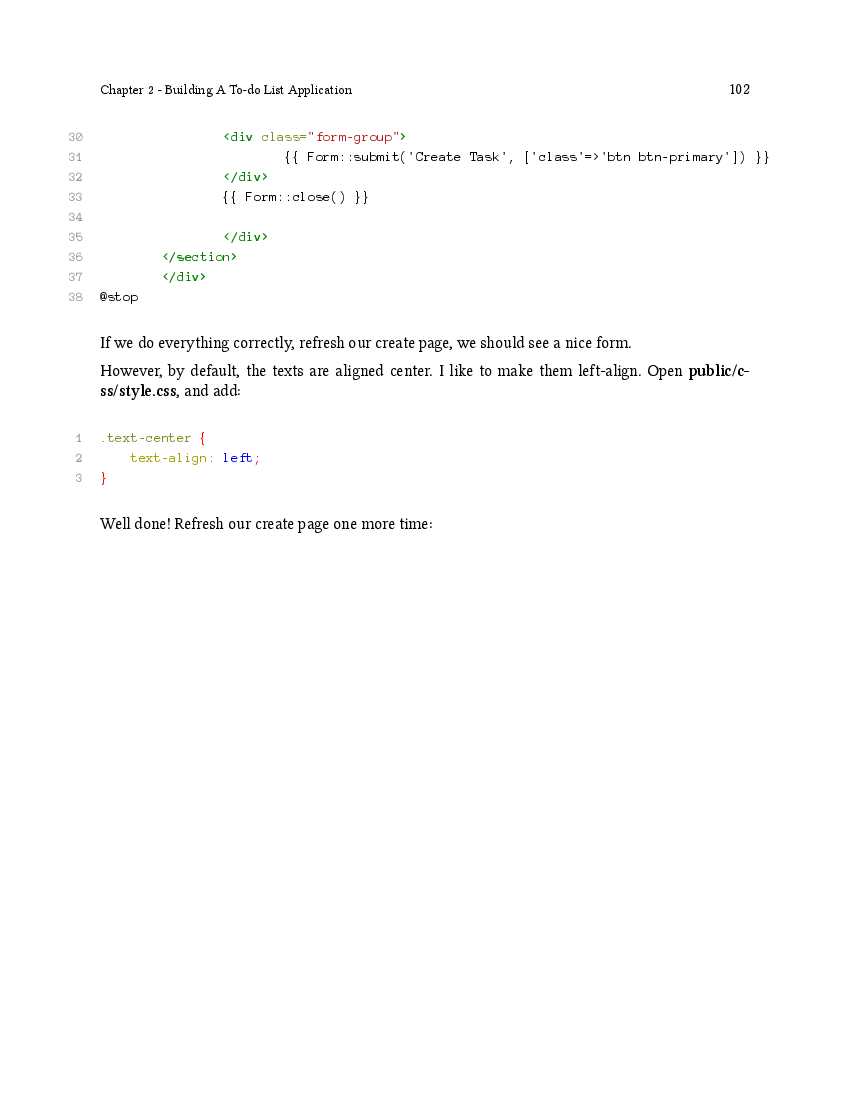 Chapter 2 - Building A To-do List Application 102
30 <div class="form-group">
31 {{ Form::submit('Create Task', ['class'=>'btn btn-primary']) }}
32 </div>
33 {{ Form::close() }}
34
35 </div>
36 </section>
37 </div>
38 @stop
If we do everything correctly, refresh our create page, we should see a nice form.
However, by default, the texts are aligned center. I like to make them left-align. Open public/c-
ss/style.css, and add:
1 .text-center {
2 text-align: left;
3 }
Well done! Refresh our create page one more time: